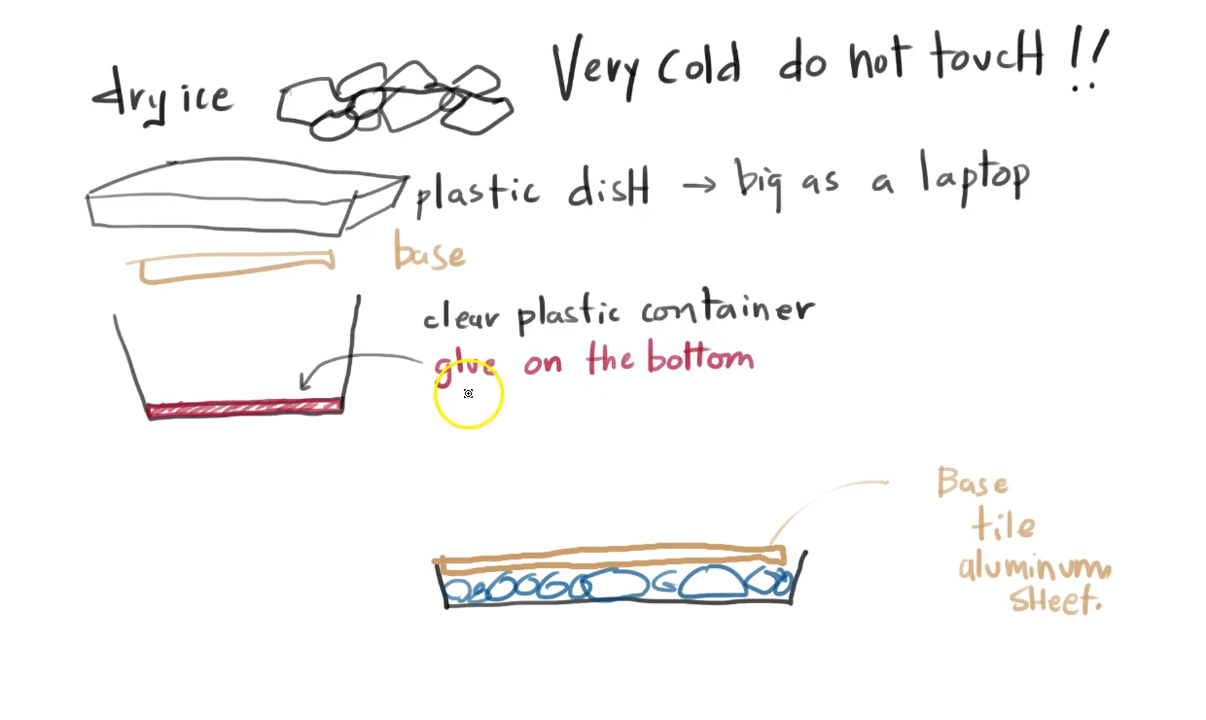 dry ice
Very cold do not toucH !!
plastic disH → big as a laptop
base
clear plastic container
glue on the bottom
Base
tile
aluminum
SHeet.